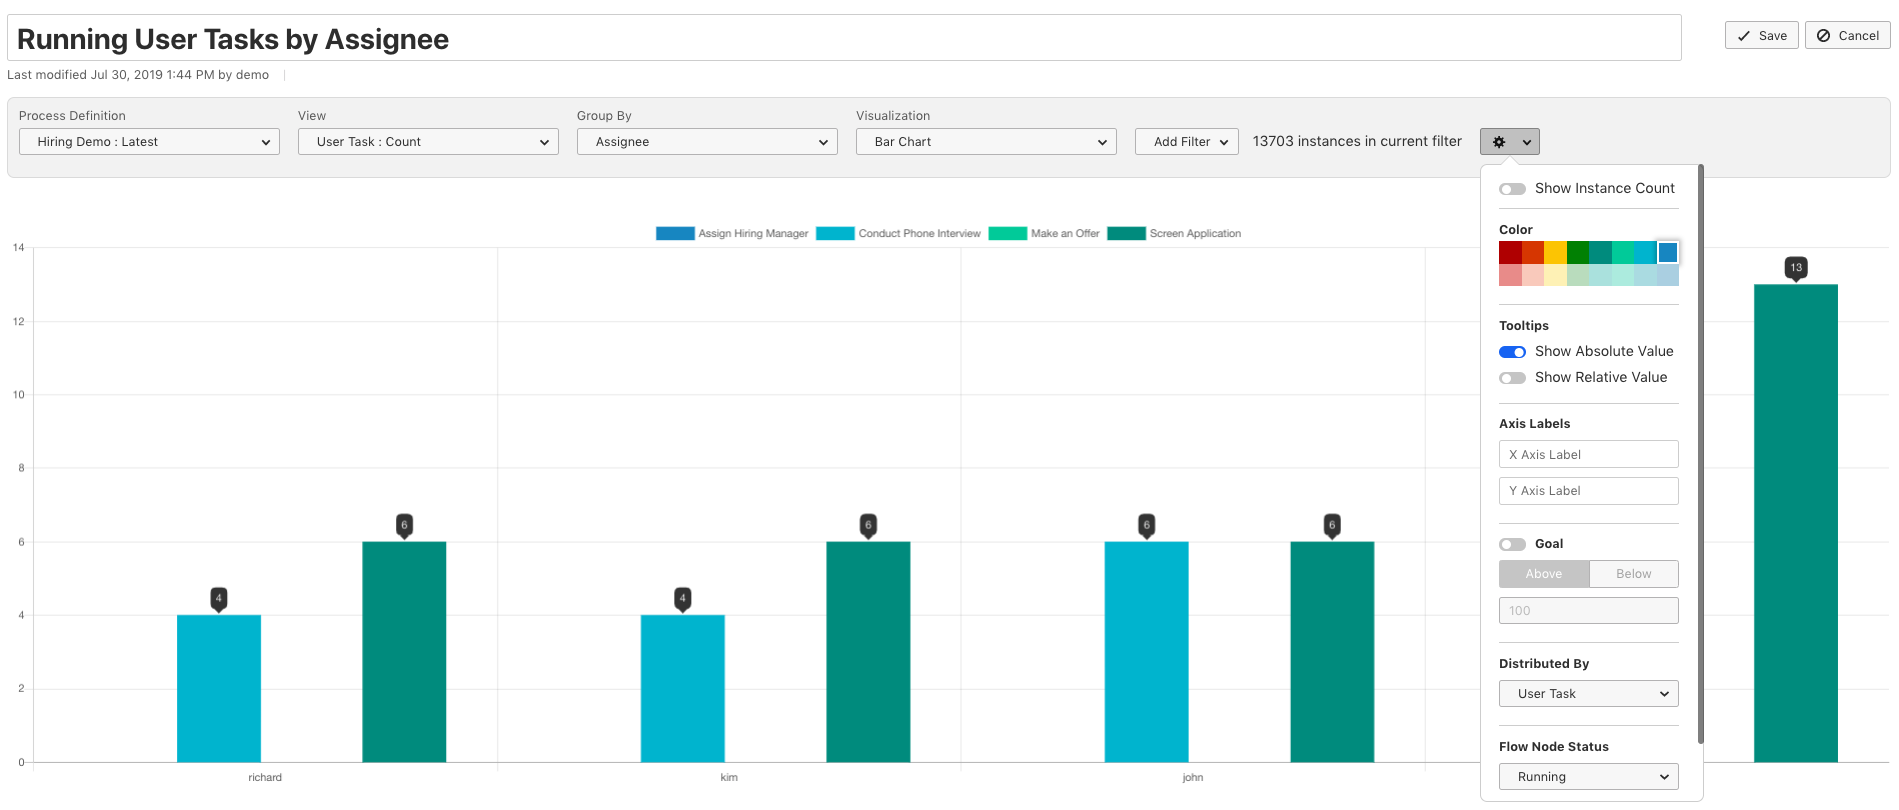 Running User Tasks by Assignee
Save
Cancel
Last modified Jul 30, 2019 1:44 PM by demo
Process Definition
View
Group By
Visualization
Hiring Demo : Latest
User Task : Count
Assignee
Bar Chart
Add Filter
13703 instances in current filter
Show Instance Count
Color
Tooltips
Show Absolute Value
Show Relative Value
Axis Labels
X Axis Label
Y Axis Label
Goal
Above
Below
100
Distributed By
User Task
Flow Node Status
Running
Assign Hiring Manager
Conduct Phone Interview
Make an Offer
Screen Application
14
12
10
8
6
4
2
0
4
6
4
6
6
6
13
richard
kim
john